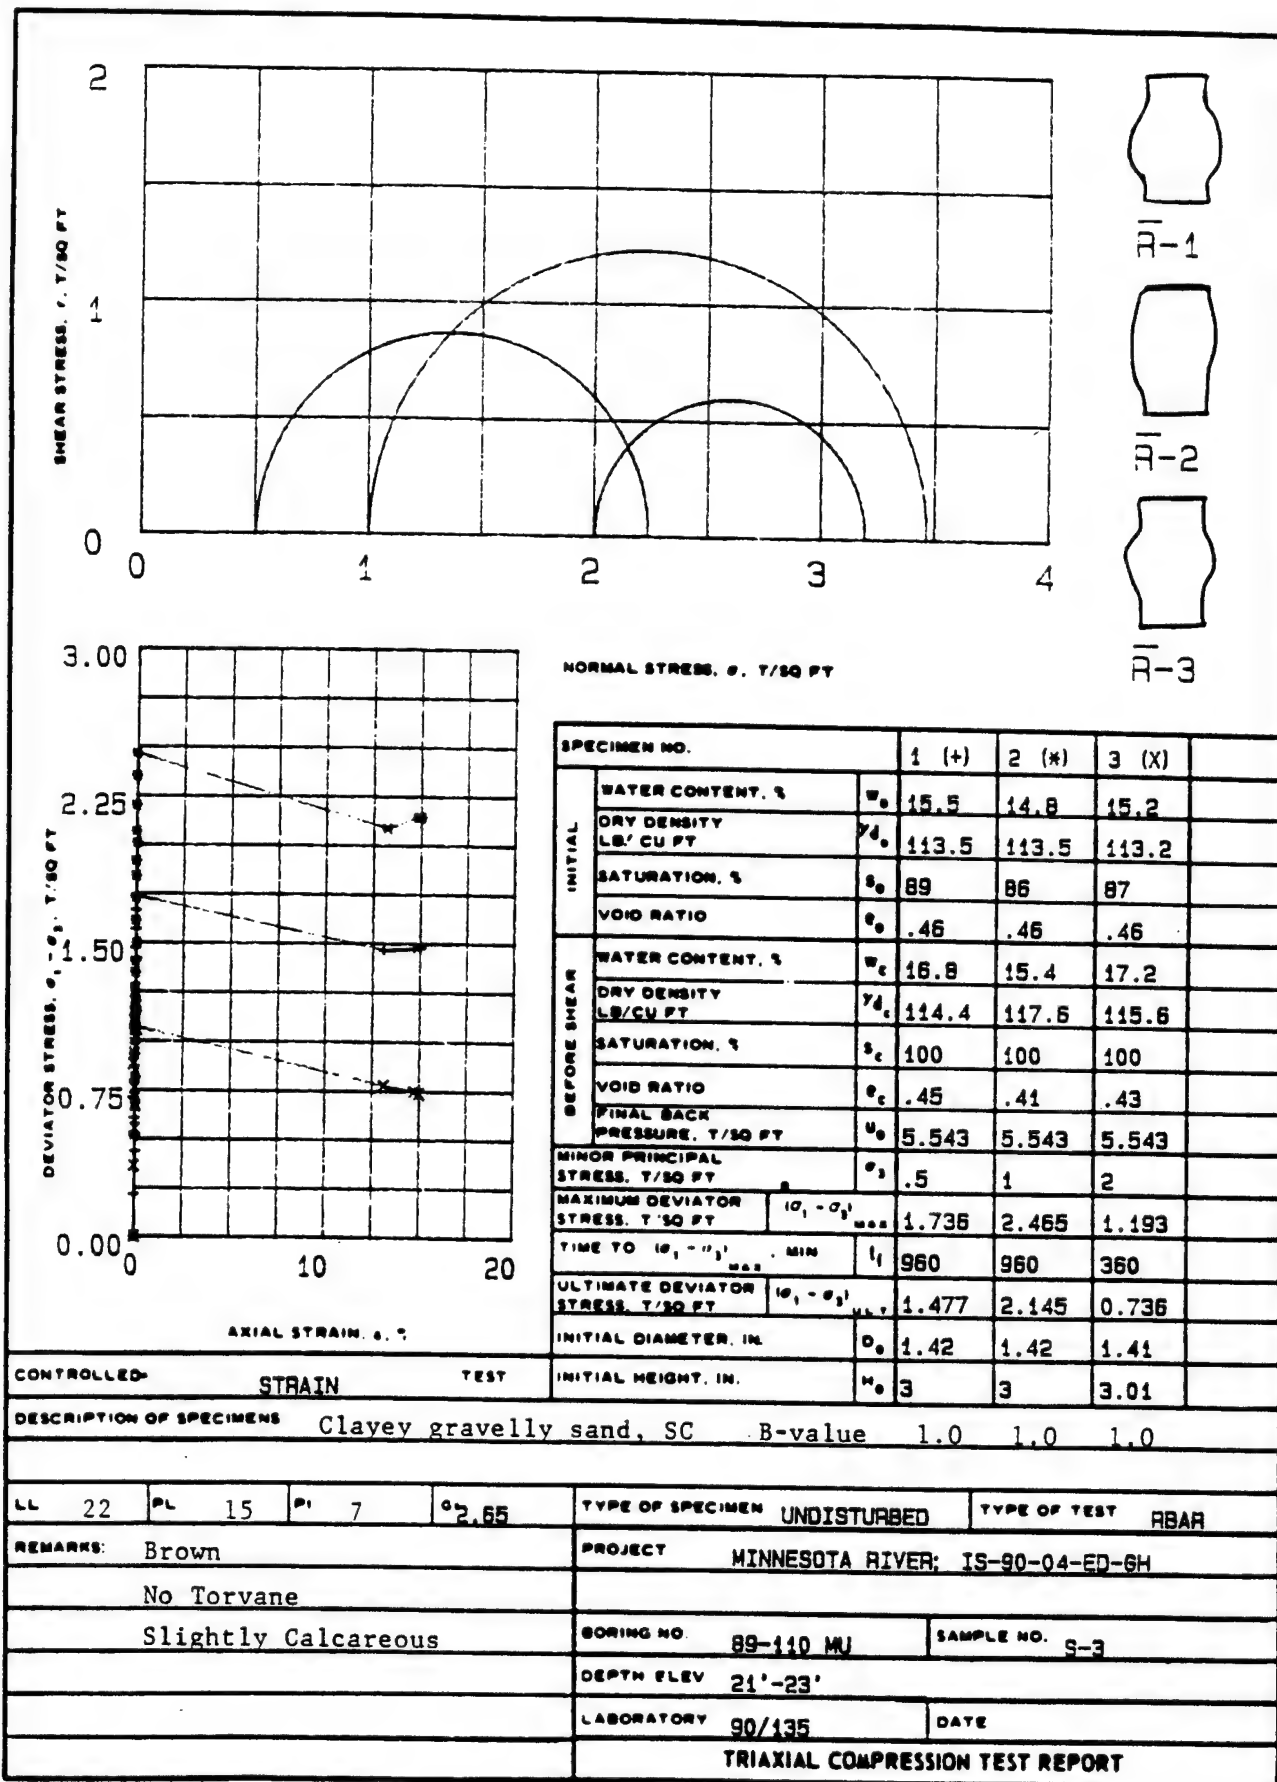 2
1
0
SHEAR STRESS, T/SQ FT
0 1 2 3 4
NORMAL STRESS, σ, T/SQ FT
R̅-1
R̅-2
R̅-3
3.00
2.25
1.50
0.75
0.00
DEVIATOR STRESS, σ₁ - σ₃, T/SQ FT
0 10 20
AXIAL STRAIN, %
SPECIMEN NO. 1 (+) 2 (*) 3 (X)
INITIAL
WATER CONTENT, % w₀ 15.5 14.8 15.2
DRY DENSITY LB/CU FT γd₀ 113.5 113.5 113.2
SATURATION, % S₀ 89 86 87
VOID RATIO e₀ .46 .46 .46
BEFORE SHEAR
WATER CONTENT, % w_c 16.8 15.4 17.2
DRY DENSITY LB/CU FT γd_c 114.4 117.6 115.6
SATURATION, % S_c 100 100 100
VOID RATIO e_c .45 .41 .43
FINAL BACK PRESSURE, T/SQ FT u₀ 5.543 5.543 5.543
MINOR PRINCIPAL STRESS, T/SQ FT σ₃ .5 1 2
MAXIMUM DEVIATOR STRESS, T/SQ FT (σ₁ - σ₃) MAX 1.736 2.465 1.193
TIME TO (σ₁ - σ₃) MAX, MIN t_f 960 960 360
ULTIMATE DEVIATOR STRESS, T/SQ FT (σ₁ - σ₃) ULT 1.477 2.145 0.736
INITIAL DIAMETER, IN. D₀ 1.42 1.42 1.41
INITIAL HEIGHT, IN. H₀ 3 3 3.01
CONTROLLED- STRAIN TEST
DESCRIPTION OF SPECIMENS Clayey gravelly sand, SC B-value 1.0 1.0 1.0
LL 22 PL 15 PI 7 Gs 2.65
TYPE OF SPECIMEN UNDISTURBED TYPE OF TEST RBAR
REMARKS: Brown
No Torvane
Slightly Calcareous
PROJECT MINNESOTA RIVER; IS-90-04-ED-GH
BORING NO. 89-110 MU SAMPLE NO. S-3
DEPTH ELEV 21'-23'
LABORATORY 90/135 DATE
TRIAXIAL COMPRESSION TEST REPORT